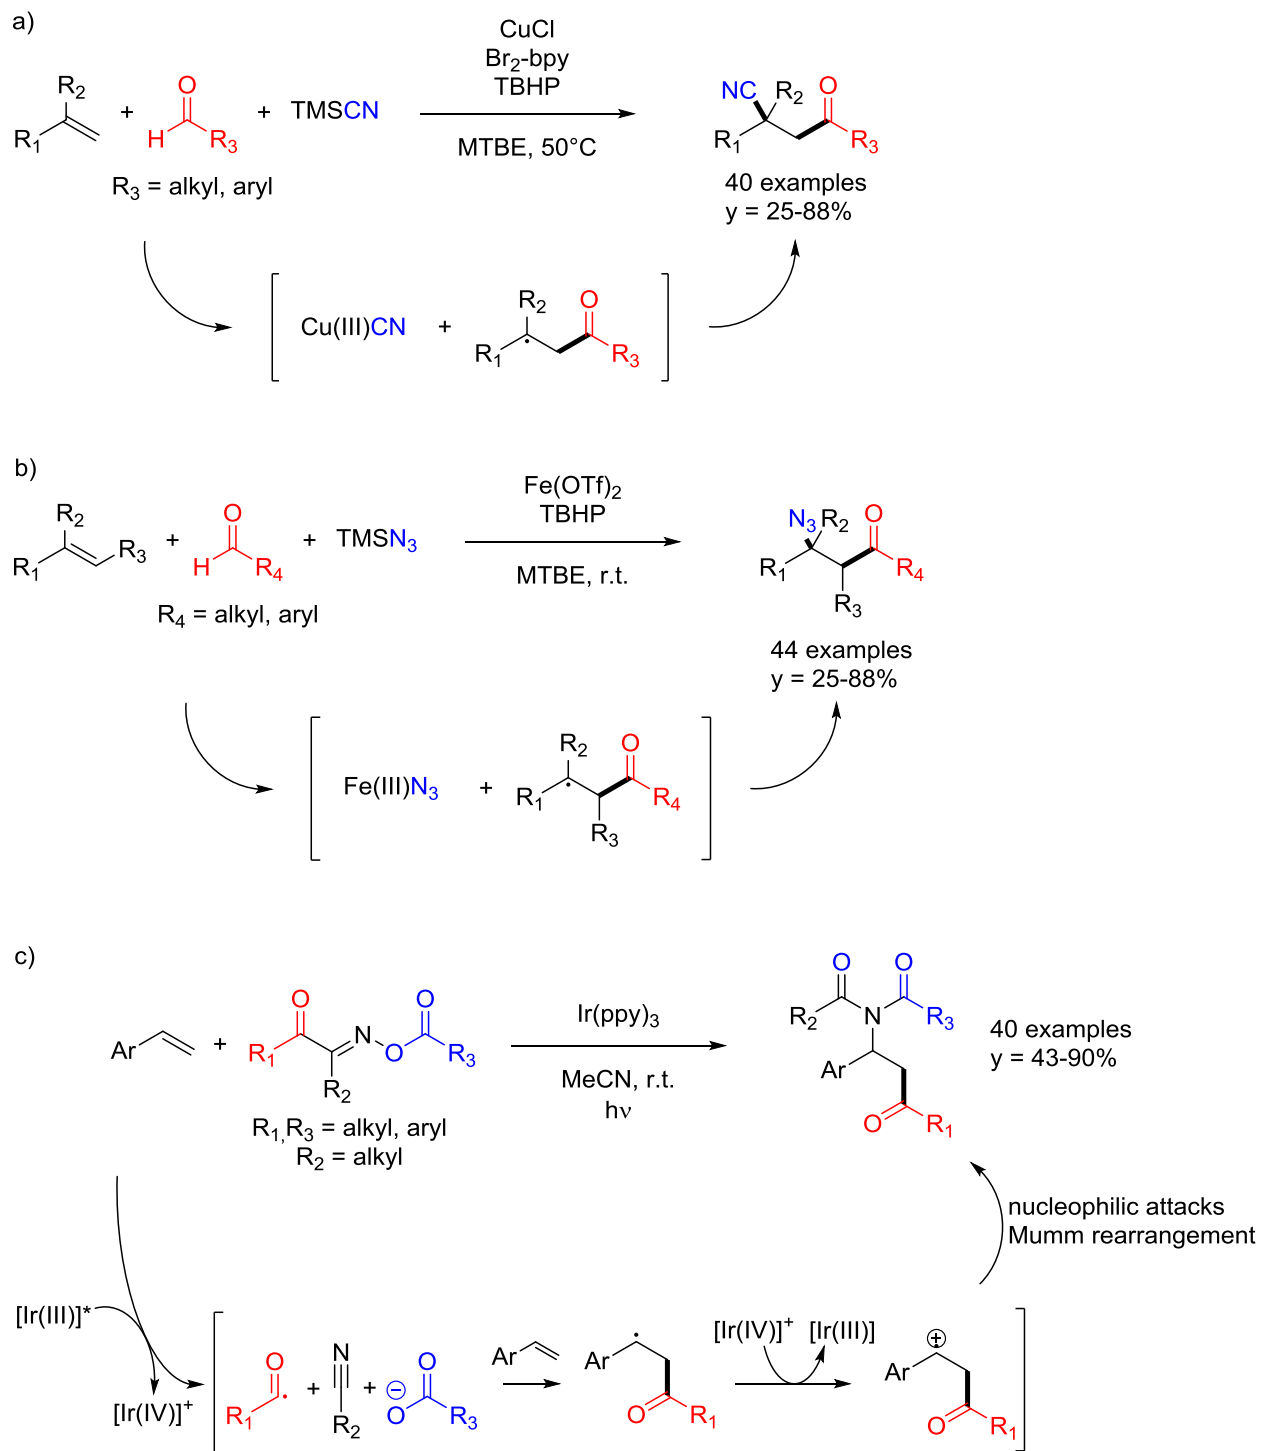 a)
CuCl
Br2-bpy
TBHP
R2
R1
+
O
H
R3
+
TMSCN
MTBE, 50°C
NC
R2
O
R1
R3
R3 = alkyl, aryl
40 examples
y = 25-88%
Cu(III)CN
+
R2
O
R1
·
R3
b)
Fe(OTf)2
TBHP
R2
R1
R3
+
O
H
R4
+
TMSN3
MTBE, r.t.
N3
R2
O
R1
R4
R3
R4 = alkyl, aryl
44 examples
y = 25-88%
Fe(III)N3
+
R2
O
R1
·
R4
R3
c)
Ar
+
O
R1
N
O
O
R3
R2
Ir(ppy)3
MeCN, r.t.
hν
O
O
R2
N
R3
Ar
O
R1
40 examples
y = 43-90%
R1,R3 = alkyl, aryl
R2 = alkyl
nucleophilic attacks
Mumm rearrangement
[Ir(III)]*
[Ir(IV)]+
O
R1
·
+
N
R2
+
⊖
O
O
R3
Ar
Ar
·
O
R1
[Ir(IV)]+
[Ir(III)]
Ar
⊕
·
O
R1